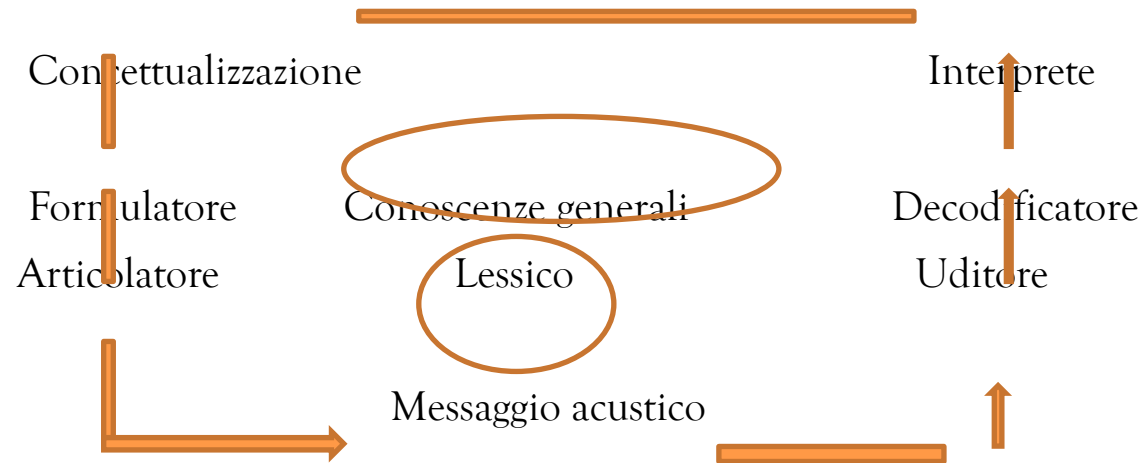 Concettualizzazione Interprete
Formulatore Conoscenze generali Decodificatore
Articolatore Lessico Uditore
Messaggio acustico